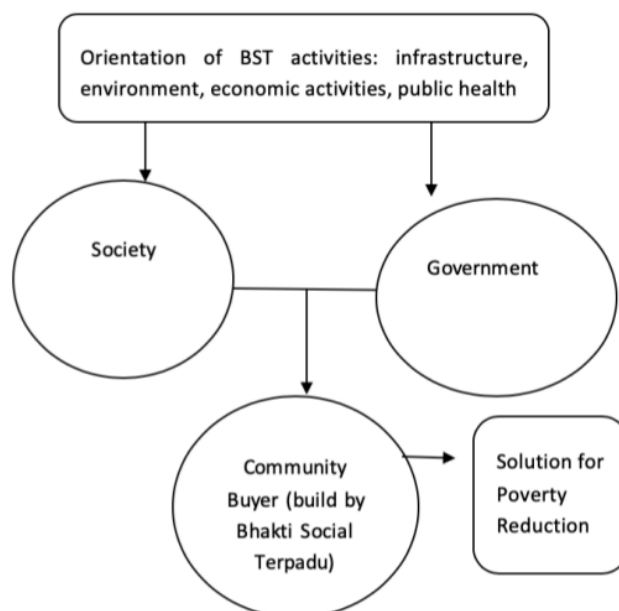 Orientation of BST activities: infrastructure,
environment, economic activities, public health
Society
Government
Community
Buyer (build by
Bhakti Social
Terpadu)
Solution for
Poverty
Reduction